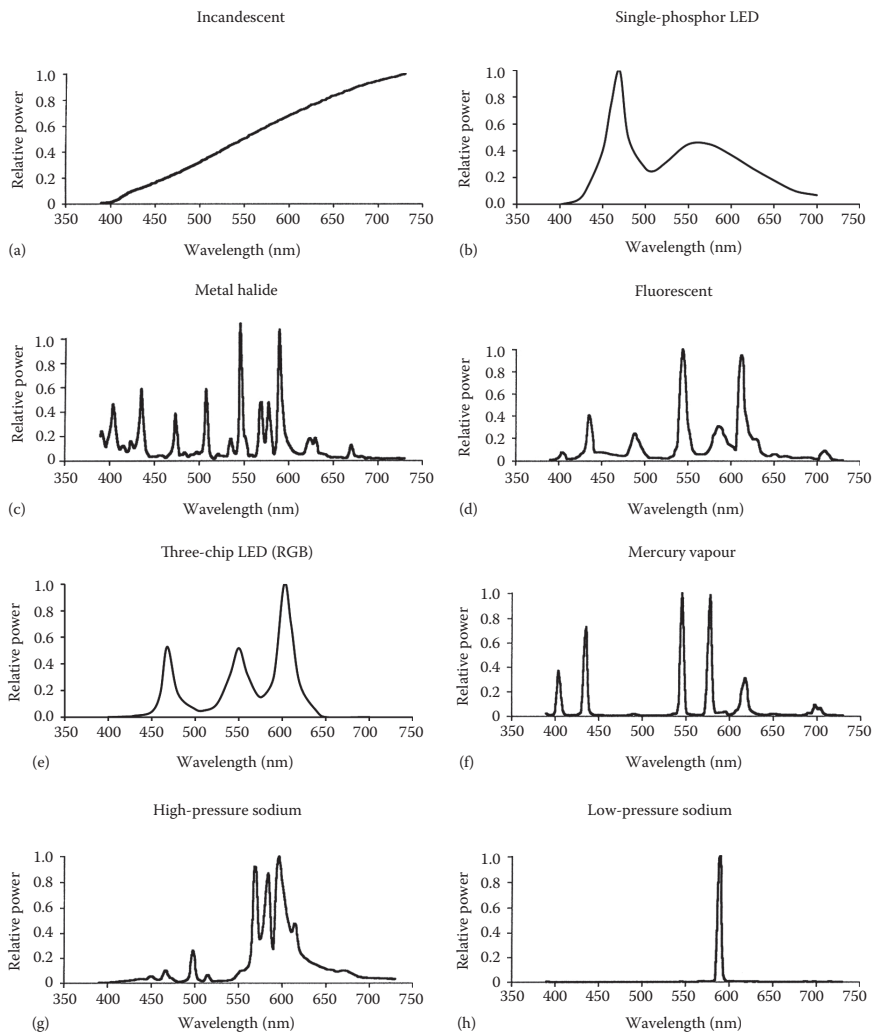 Incandescent
Relative power
1.0
0.8
0.6
0.4
0.2
0
350 400 450 500 550 600 650 700 750
Wavelength (nm)
(a)
Single-phosphor LED
Relative power
1.0
0.8
0.6
0.4
0.2
0.0
350 400 450 500 550 600 650 700 750
Wavelength (nm)
(b)
Metal halide
Relative power
1.0
0.8
0.6
0.4
0.2
350 400 450 500 550 600 650 700 750
Wavelength (nm)
(c)
Fluorescent
Relative power
1.0
0.8
0.6
0.4
0.2
0
350 400 450 500 550 600 650 700 750
Wavelength (nm)
(d)
Three-chip LED (RGB)
Relative power
1.0
0.8
0.6
0.4
0.2
0.0
350 400 450 500 550 600 650 700 750
Wavelength (nm)
(e)
Mercury vapour
Relative power
1.0
0.8
0.6
0.4
0.2
0
350 400 450 500 550 600 650 700 750
Wavelength (nm)
(f)
High-pressure sodium
Relative power
1.0
0.8
0.6
0.4
0.2
0
350 400 450 500 550 600 650 700 750
Wavelength (nm)
(g)
Low-pressure sodium
Relative power
1.0
0.8
0.6
0.4
0.2
0
350 400 450 500 550 600 650 700 750
Wavelength (nm)
(h)